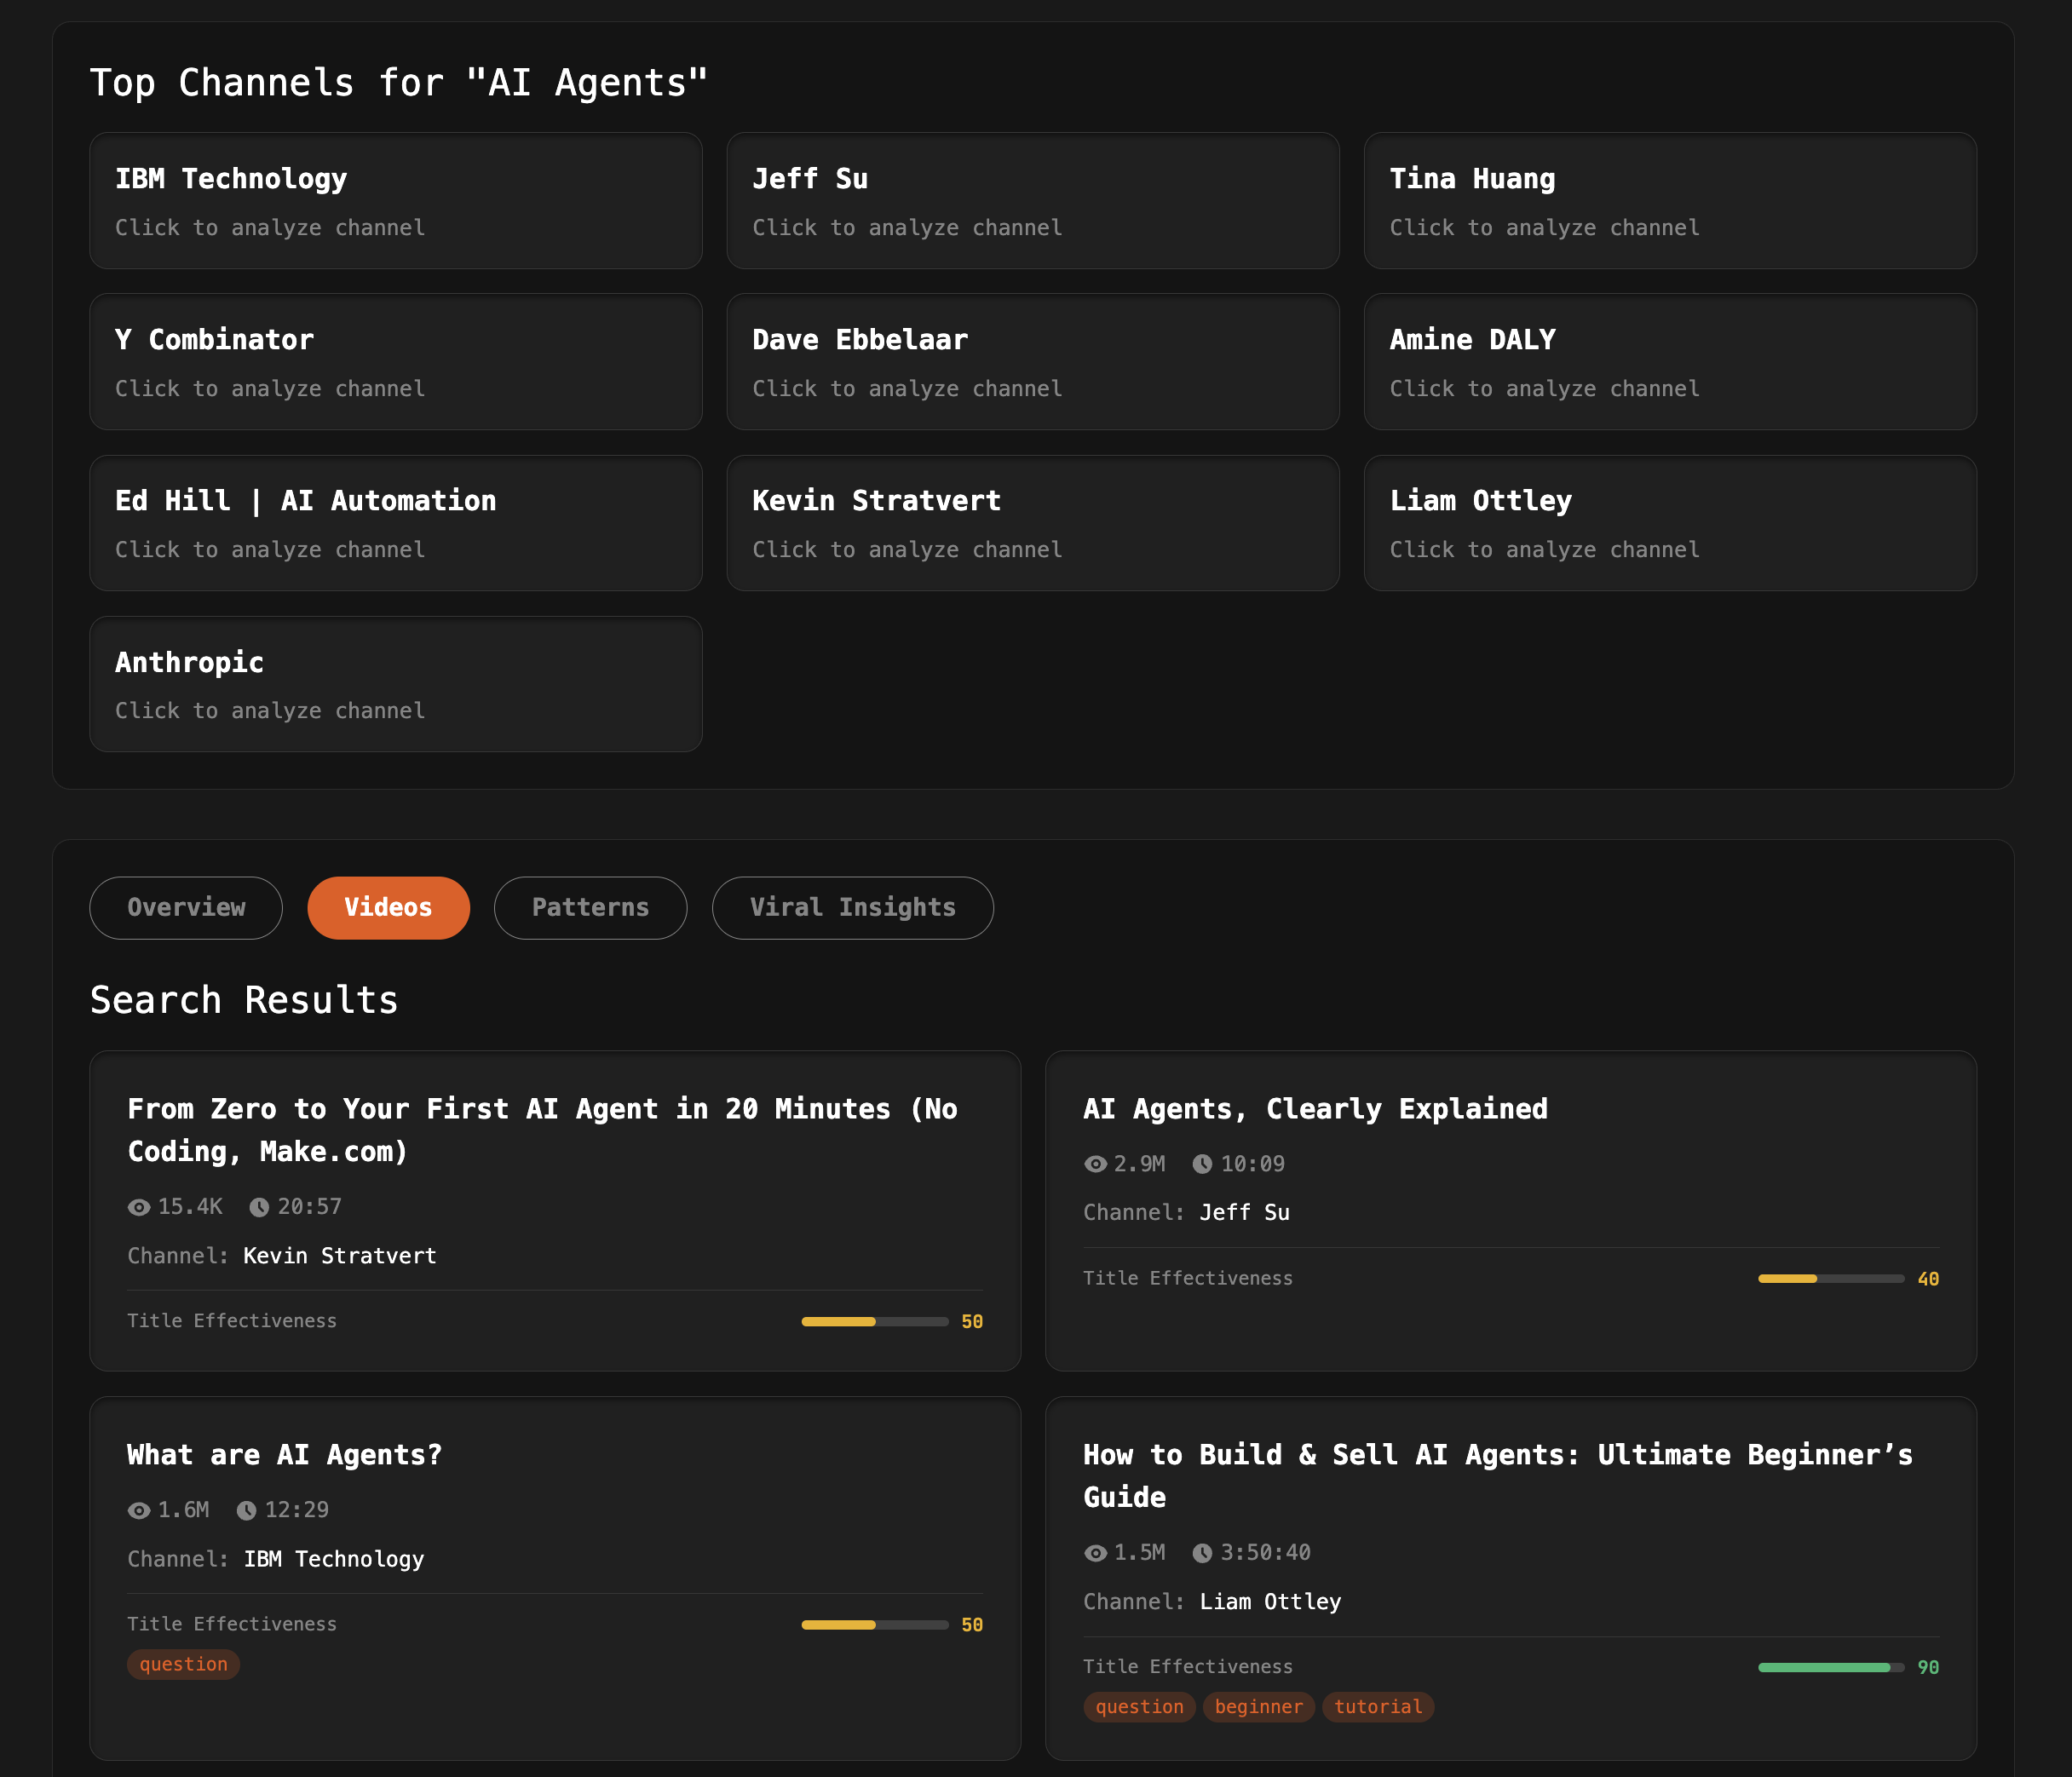 Top Channels for "AI Agents"
IBM Technology
Click to analyze channel
Jeff Su
Click to analyze channel
Tina Huang
Click to analyze channel
Y Combinator
Click to analyze channel
Dave Ebbelaar
Click to analyze channel
Amine DALY
Click to analyze channel
Ed Hill | AI Automation
Click to analyze channel
Kevin Stratvert
Click to analyze channel
Liam Ottley
Click to analyze channel
Anthropic
Click to analyze channel
Overview
Videos
Patterns
Viral Insights
Search Results
From Zero to Your First AI Agent in 20 Minutes (No
Coding, Make.com)
15.4K 20:57
Channel: Kevin Stratvert
Title Effectiveness 50
AI Agents, Clearly Explained
2.9M 10:09
Channel: Jeff Su
Title Effectiveness 40
What are AI Agents?
1.6M 12:29
Channel: IBM Technology
Title Effectiveness 50
question
How to Build & Sell AI Agents: Ultimate Beginner’s
Guide
1.5M 3:50:40
Channel: Liam Ottley
Title Effectiveness 90
question beginner tutorial